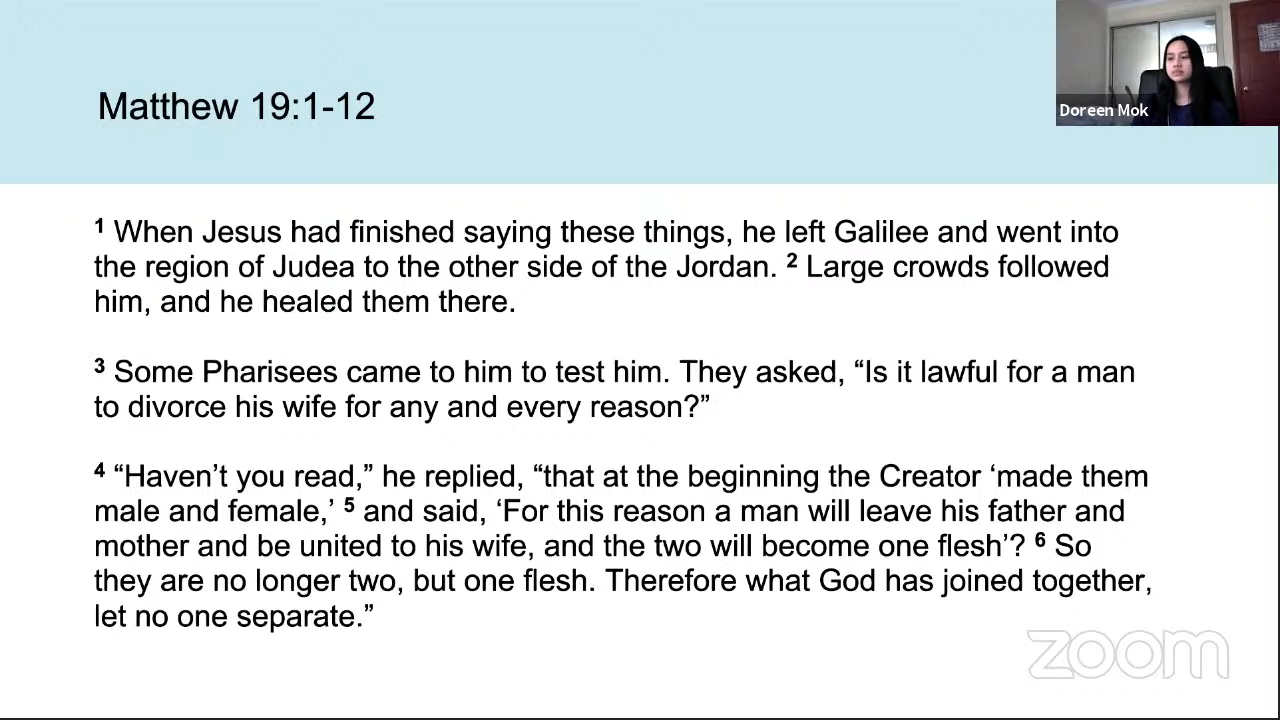 Matthew 19:1-12
Doreen Mok
1 When Jesus had finished saying these things, he left Galilee and went into
the region of Judea to the other side of the Jordan. 2 Large crowds followed
him, and he healed them there.
3 Some Pharisees came to him to test him. They asked, “Is it lawful for a man
to divorce his wife for any and every reason?”
4 “Haven’t you read,” he replied, “that at the beginning the Creator ‘made them
male and female,’ 5 and said, ‘For this reason a man will leave his father and
mother and be united to his wife, and the two will become one flesh’? 6 So
they are no longer two, but one flesh. Therefore what God has joined together,
let no one separate.”
zoom